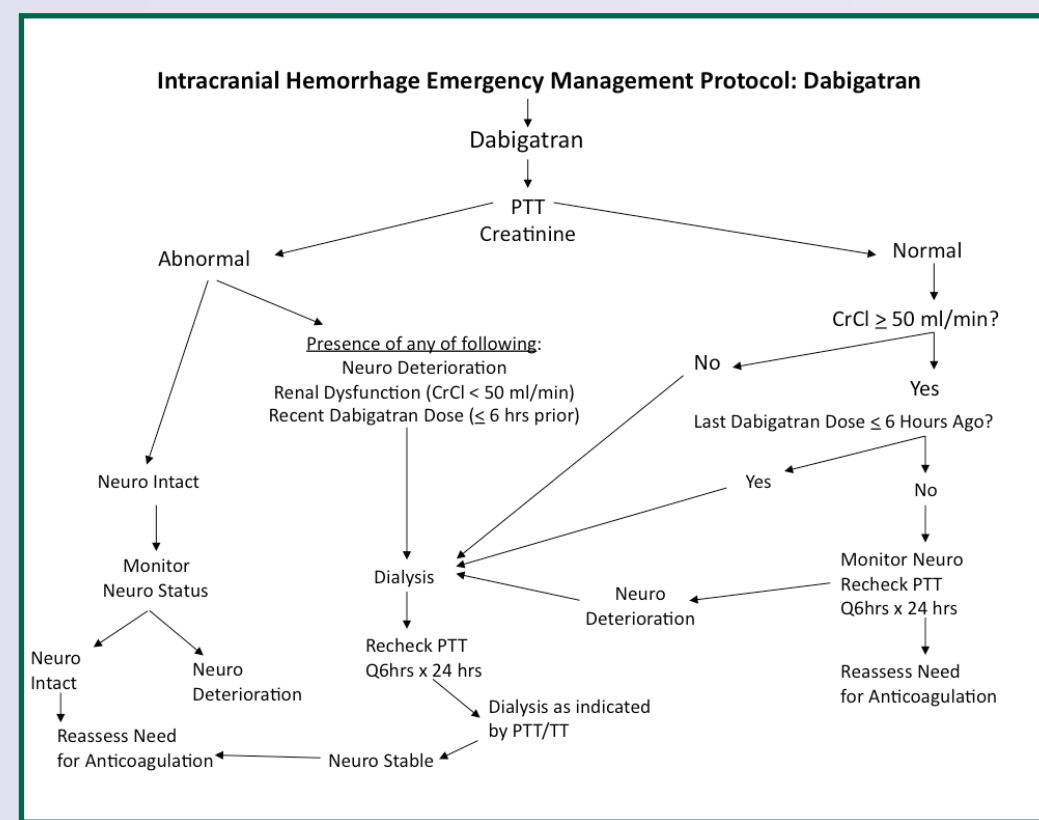 Intracranial Hemorrhage Emergency Management Protocol: Dabigatran
Dabigatran
PTT
Creatinine
Abnormal
Normal
CrCl ≥ 50 ml/min?
Presence of any of following:
Neuro Deterioration
Renal Dysfunction (CrCl < 50 ml/min)
Recent Dabigatran Dose (≤ 6 hrs prior)
No
Yes
Last Dabigatran Dose ≤ 6 Hours Ago?
Neuro Intact
Yes
No
Monitor
Neuro Status
Dialysis
Neuro
Deterioration
Monitor Neuro
Recheck PTT
Q6hrs x 24 hrs
Neuro
Intact
Neuro
Deterioration
Recheck PTT
Q6hrs x 24 hrs
Reassess Need
for Anticoagulation
Dialysis as indicated
by PTT/TT
Reassess Need
for Anticoagulation
Neuro Stable